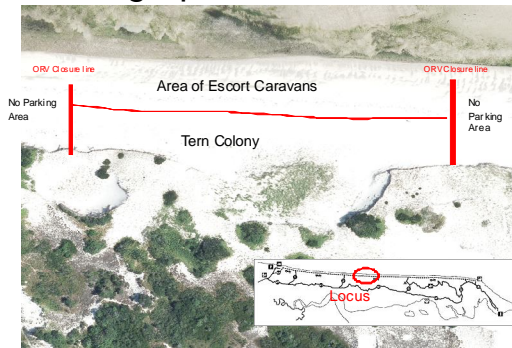 ORV Closure line
ORV Closure line
Area of Escort Caravans
No Parking
Area
No
Parking
Area
Tern Colony
Locus